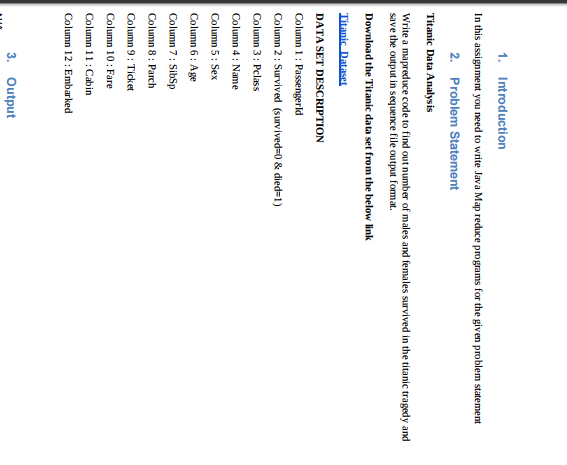 1. Introduction
In this assignment you need to write Java Map reduce programs for the given problem statement
2. Problem Statement
Titanic Data Analysis
Write a mapreduce code to find out number of males and females survived in the titanic tragedy and
save the output in sequence file output format.
Download the Titanic data set from the below link
Titanic Dataset
DATA SET DESCRIPTION
Column 1 : PassengerId
Column 2 : Survived (survived=0 & died=1)
Column 3 : Pclass
Column 4 : Name
Column 5 : Sex
Column 6 : Age
Column 7 : SibSp
Column 8 : Parch
Column 9 : Ticket
Column 10 : Fare
Column 11 : Cabin
Column 12 : Embarked
3. Output